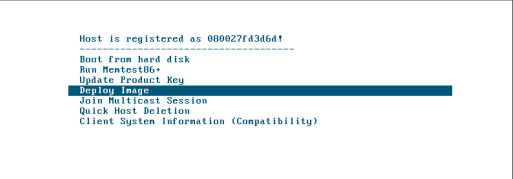 Host is registered as 080027fd3d6d!
------------------------------------
Boot from hard disk
Run Memtest86+
Update Product Key
Deploy Image
Join Multicast Session
Quick Host Deletion
Client System Information (Compatibility)